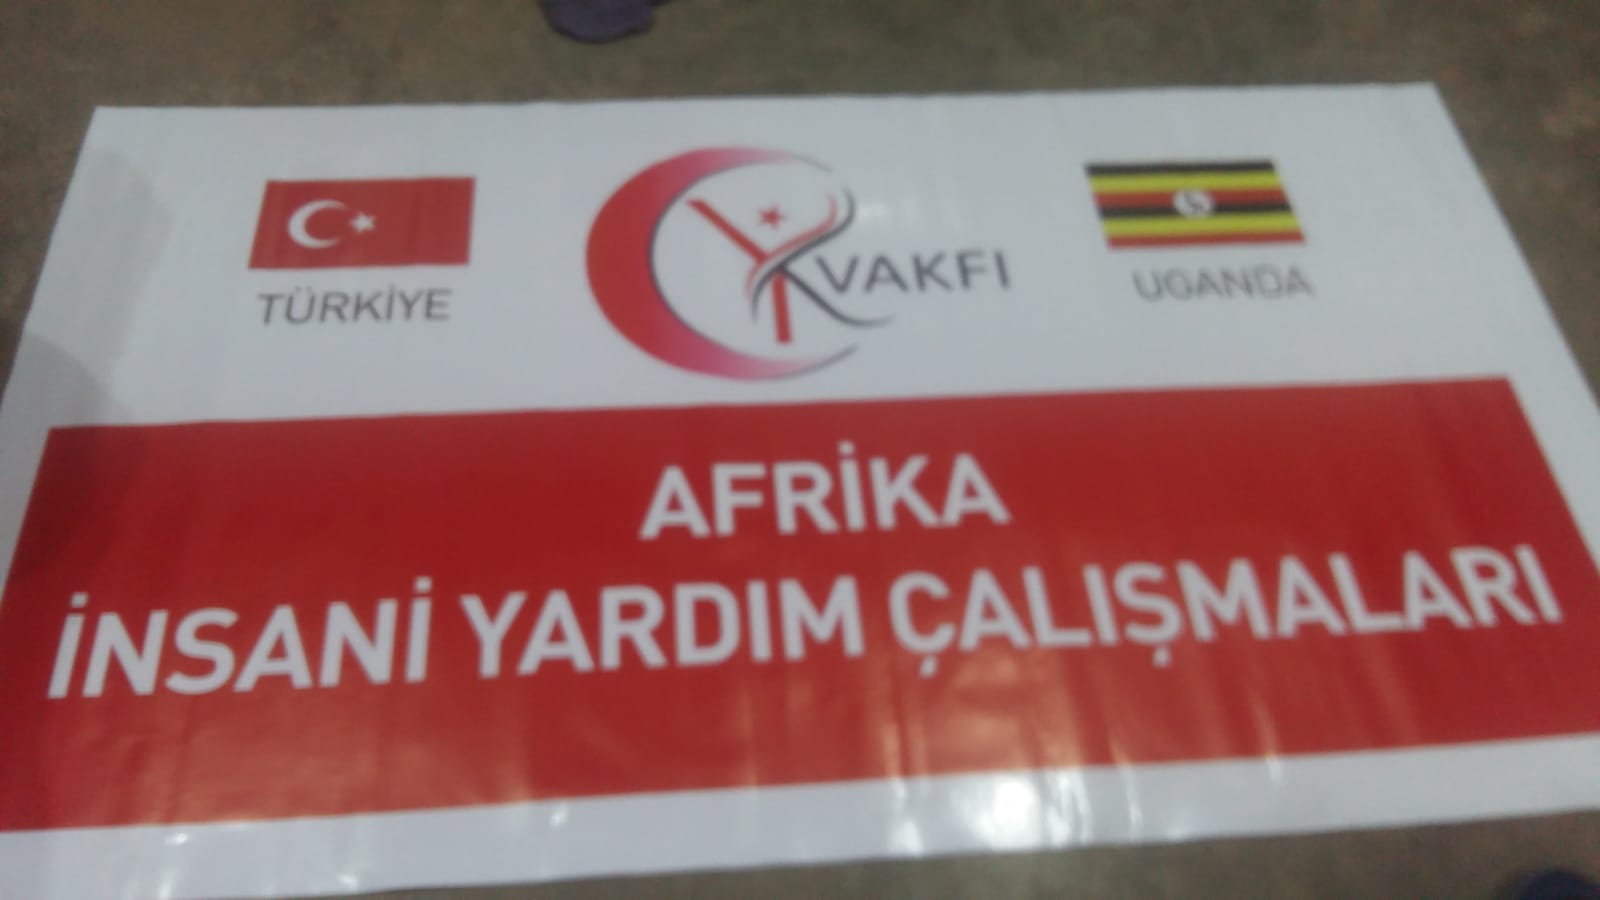 TÜRKİYE
VAKFI
UGANDA
AFRİKA
İNSANİ YARDIM ÇALIŞMALARI